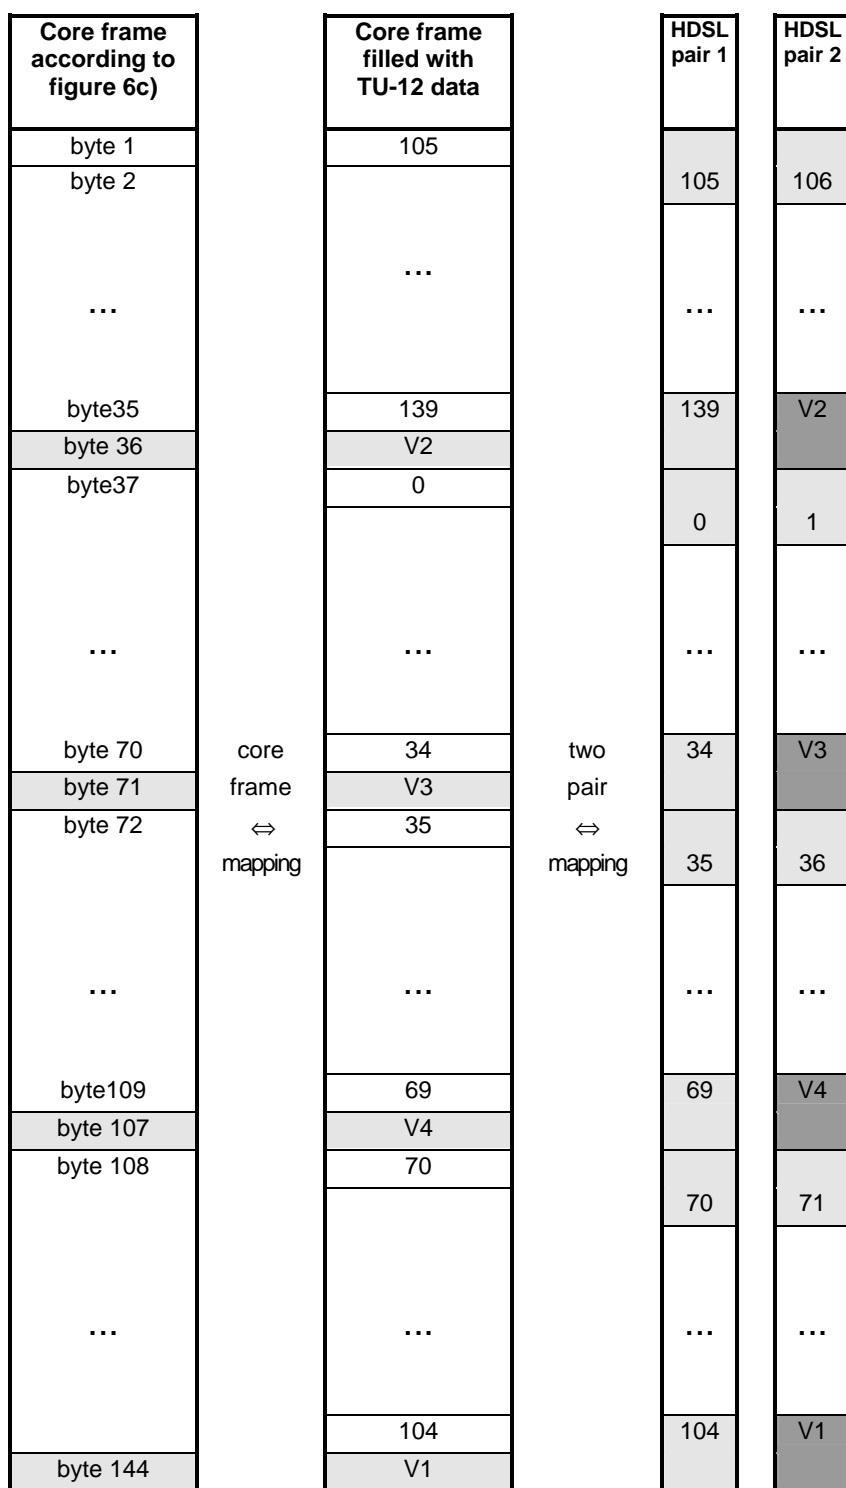 Core frame according to figure 6c) Core frame filled with TU-12 data HDSL pair 1 HDSL pair 2
byte 1 105
byte 2 105 106
...
... ... ...
byte35 139 139 V2
byte 36 V2
byte37 0
0 1
... ... ... ...
byte 70 core 34 two 34 V3
byte 71 frame V3 pair
byte 72 ⇔ 35 ⇔
mapping mapping 35 36
... ... ... ...
byte109 69 69 V4
byte 107 V4
byte 108 70
70 71
... ... ... ...
104 104 V1
byte 144 V1